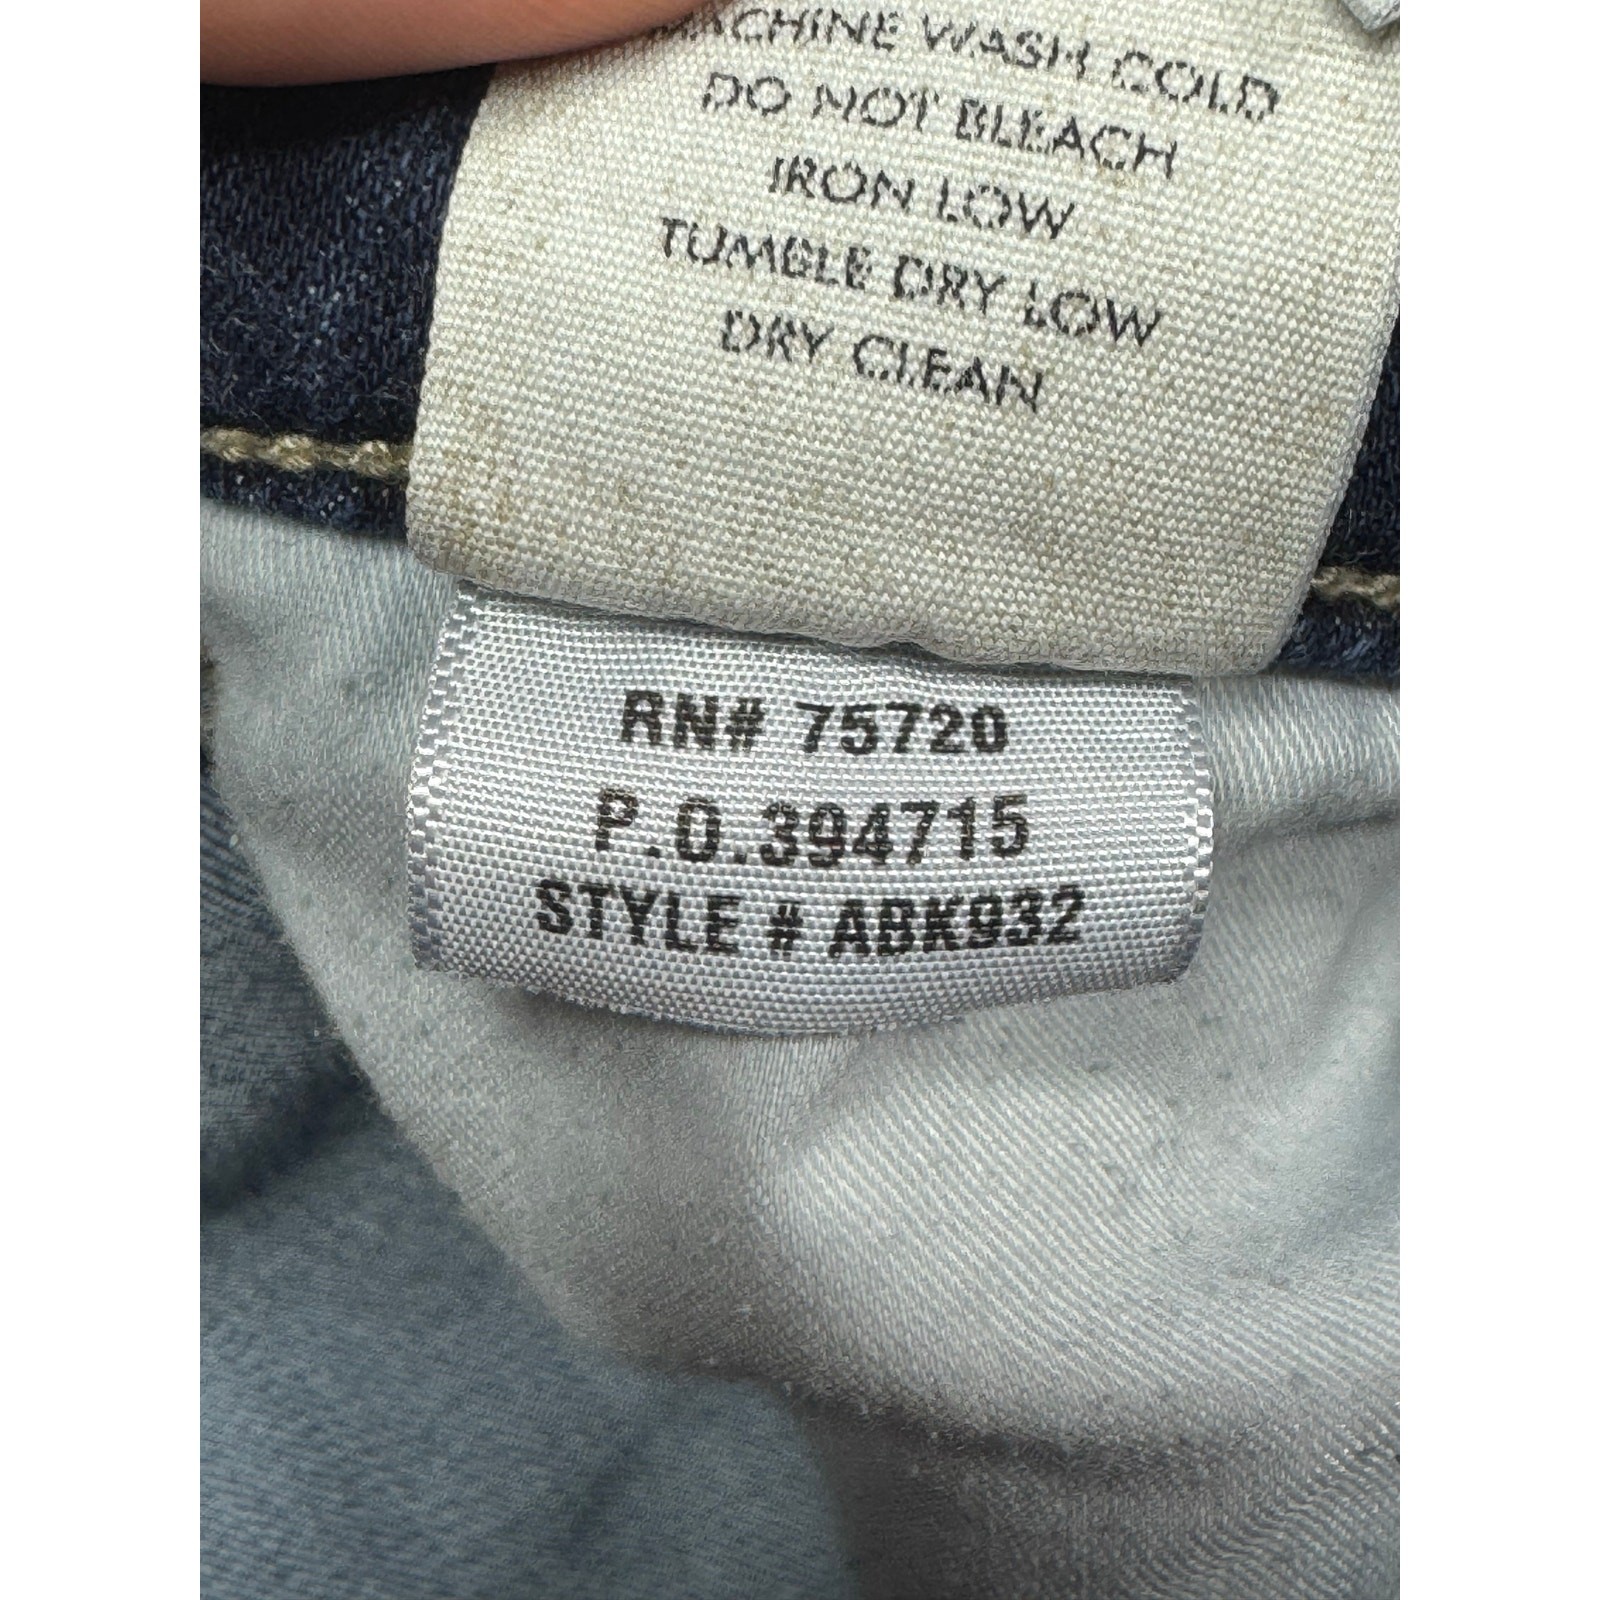 MACHINE WASH COLD
DO NOT BLEACH
IRON LOW
TUMBLE DRY LOW
DRY CLEAN
RN# 75720
P.O.394715
STYLE # ABK932